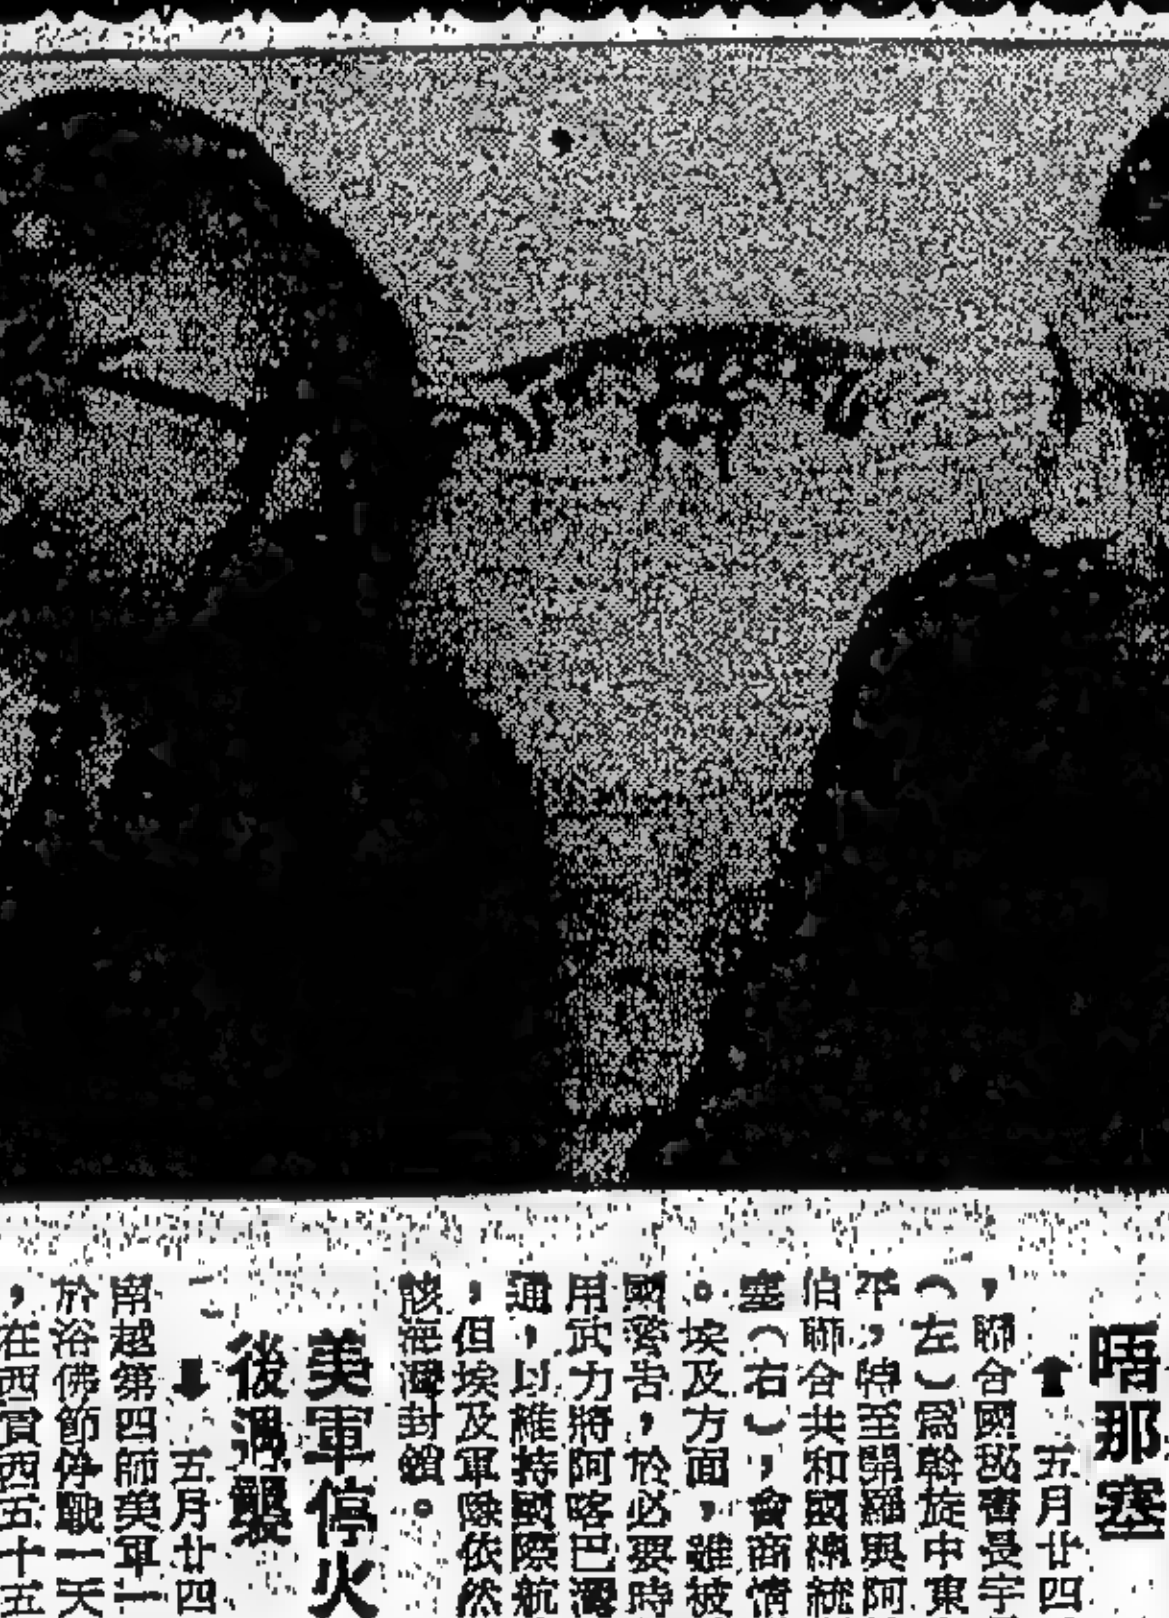 晤那塞
五月廿四
，聯合國秘書長宇
（左）爲斡旋中東
平，特至開羅與阿
伯聯合共和國總統
塞（右），會商情
。埃及方面，雖被
國警告，於必要時
用武力將阿喀巴灣
通，以維持國際航
，但埃及軍隊依然
該港灣封鎖。
美軍停火
後遇襲
五月廿四
南越第四師美軍一
於浴佛節停戰一天
，在西貢西五十五